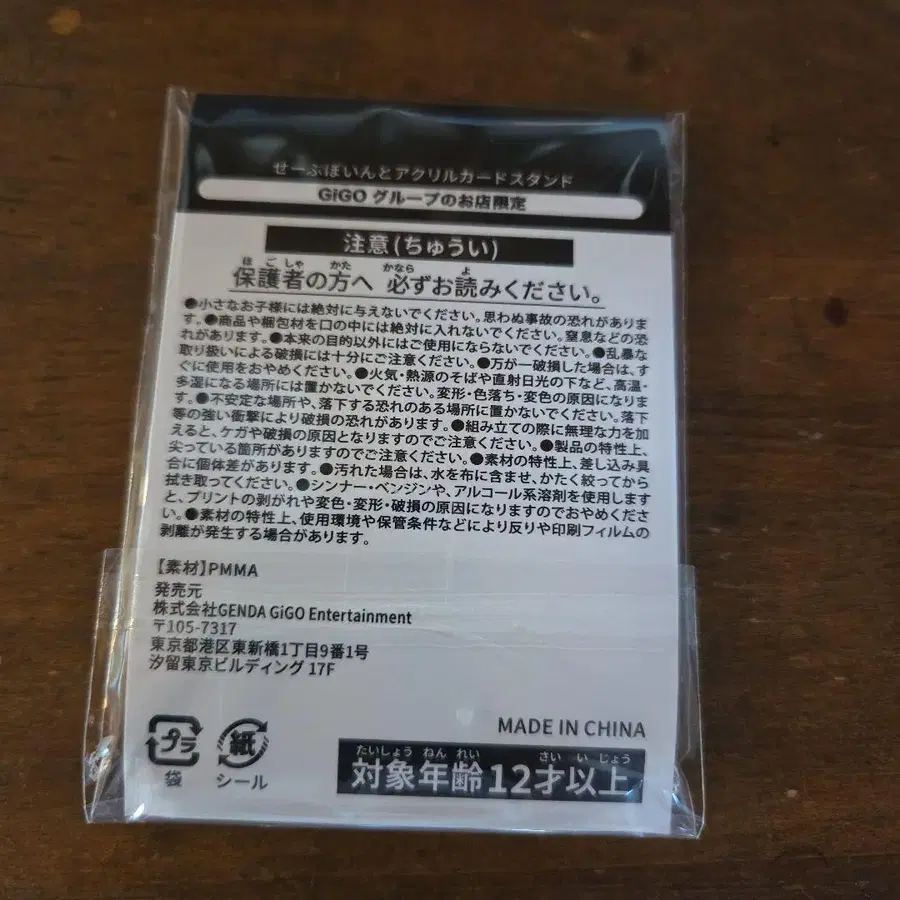 せーぶぽいんとアクリルカードスタンド
GiGO グループのお店限定
注意(ちゅうい)
ほごしゃ かた かなら よ
保護者の方へ 必ずお読みください。
●小さなお子様には絶対に与えないでください。思わぬ事故の恐れがありま
す。●商品や梱包材を口の中には絶対に入れないでください。窒息などの恐
れがあります。●本来の目的以外にはご使用にならないでください。●乱暴な
取り扱いによる破損には十分にご注意ください。●万が一破損した場合は、す
ぐに使用をおやめください。●火気・熱源のそばや直射日光の下など、高温・
多湿になる場所には置かないでください。変形・色落ち・変色の原因になりま
す。●不安定な場所や、落下する恐れのある場所に置かないでください。落下
等の強い衝撃により破損の恐れがあります。●組み立ての際に無理な力を加
えると、ケガや破損の原因となりますのでご注意ください。●製品の特性上、
尖っている箇所がありますのでご注意ください。●素材の特性上、差し込み具
合に個体差があります。●汚れた場合は、水を布に含ませ、かたく絞ってから
拭き取ってください。●シンナー・ベンジンや、アルコール系溶剤を使用します
と、プリントの剥がれや変色・変形・破損の原因になりますのでおやめくださ
い。●素材の特性上、使用環境や保管条件などにより反りや印刷フィルムの
剥離が発生する場合があります。
【素材】PMMA
発売元
株式会社GENDA GiGO Entertainment
〒105-7317
東京都港区東新橋1丁目9番1号
汐留東京ビルディング 17F
MADE IN CHINA
プラ 紙
袋 シール
たいしょう ねん れい さい い じょう
対象年齢12才以上